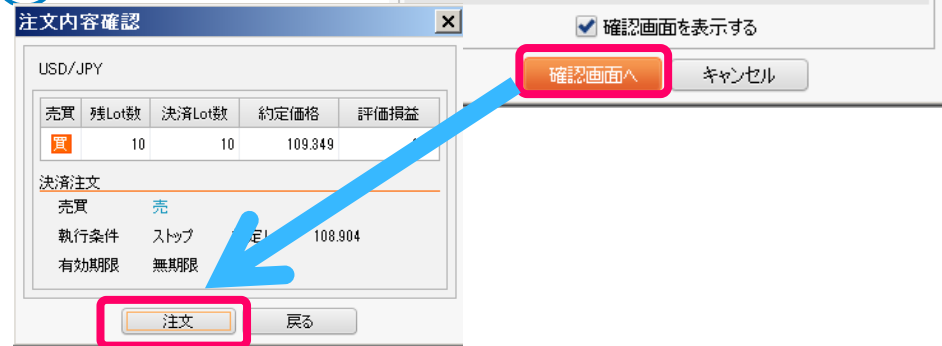 注文内容確認
USD/JPY
売買 残Lot数 決済Lot数 約定価格 評価損益
買 10 10 109.349
決済注文
売買 売
執行条件 ストップ 108.904
有効期限 無期限
注文 戻る
確認画面を表示する
確認画面へ キャンセル